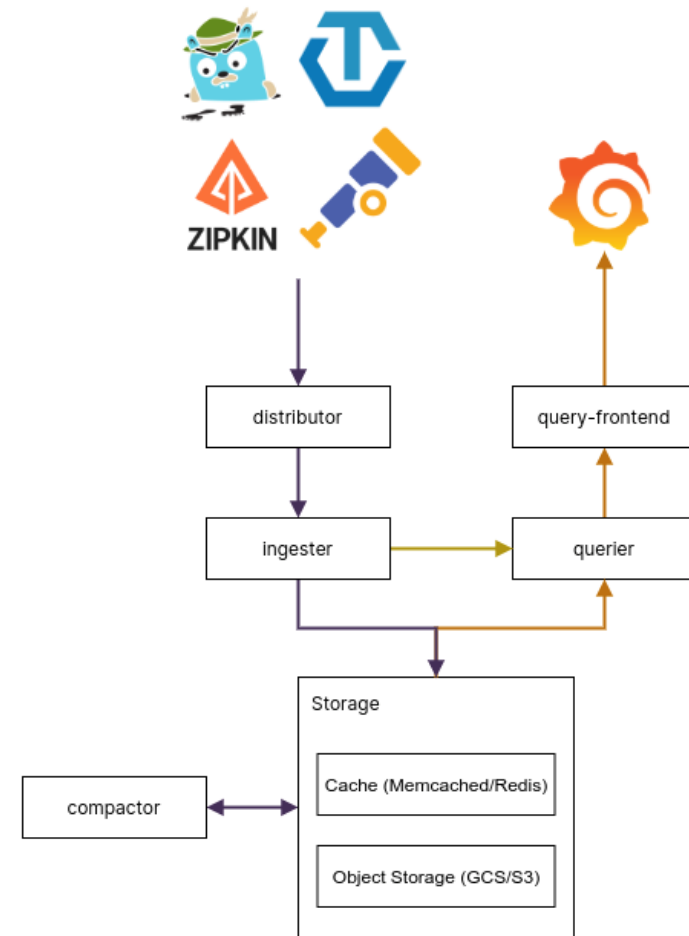 ZIPKIN
distributor
query-frontend
ingester
querier
Storage
Cache (Memcached/Redis)
compactor
Object Storage (GCS/S3)